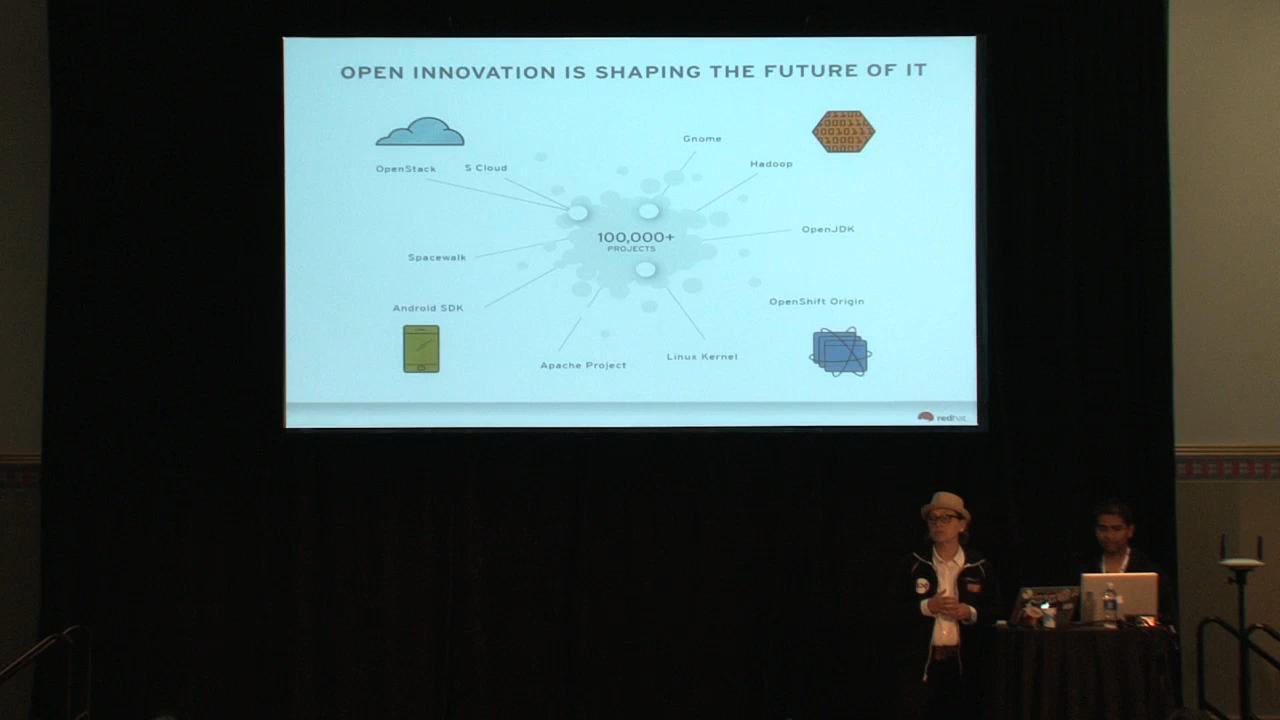 OPEN INNOVATION IS SHAPING THE FUTURE OF IT
Gnome
OpenStack
S Cloud
Hadoop
OpenJDK
100,000+
PROJECTS
Spacewalk
Android SDK
OpenShift Origin
Apache Project
Linux Kernel
redhat